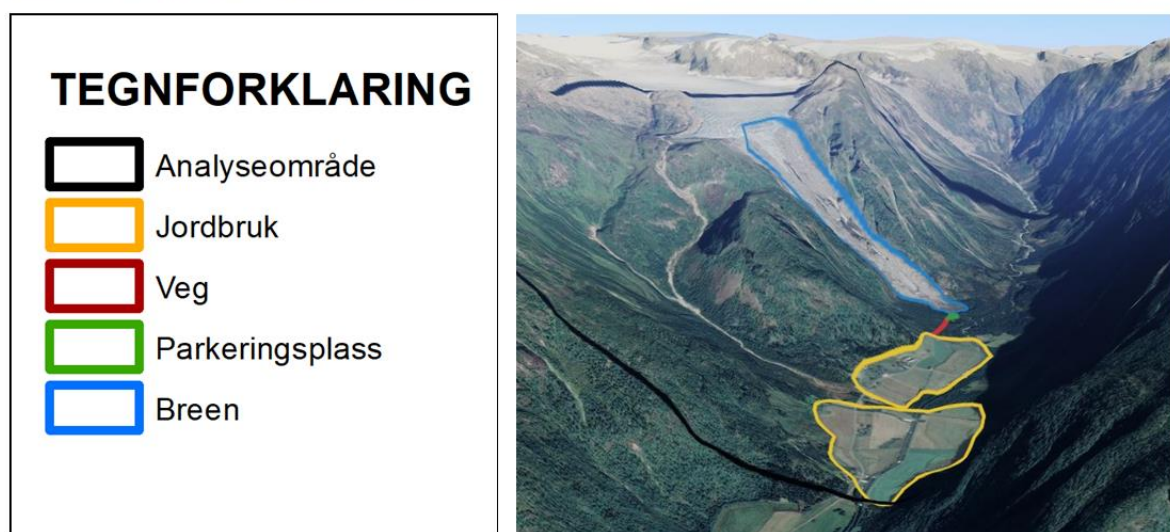 TEGNFORKLARING
Analyseområde
Jordbruk
Veg
Parkeringsplass
Breen